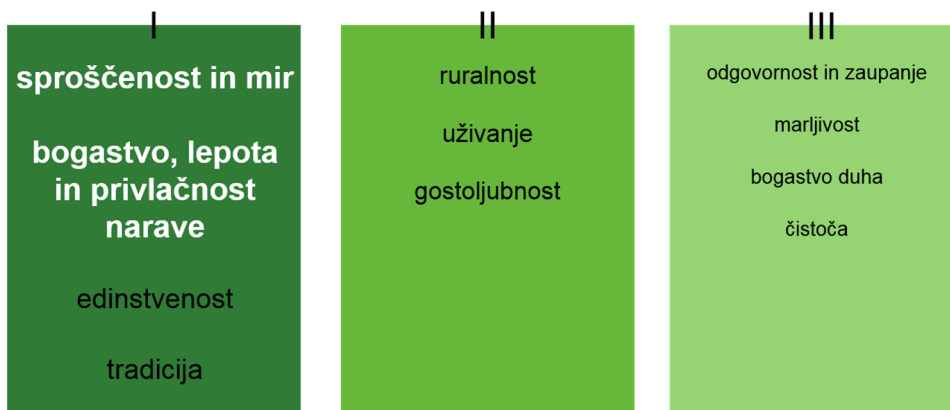 I
sproščenost in mir
bogastvo, lepota
in privlačnost
narave
edinstvenost
tradicija
II
ruralnost
uživanje
gostoljubnost
III
odgovornost in zaupanje
marljivost
bogastvo duha
čistoča